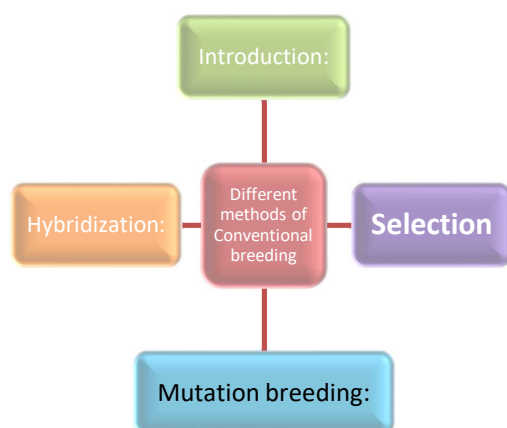 Introduction:
Hybridization:
Different
methods of
Conventional
breeding
Selection
Mutation breeding: